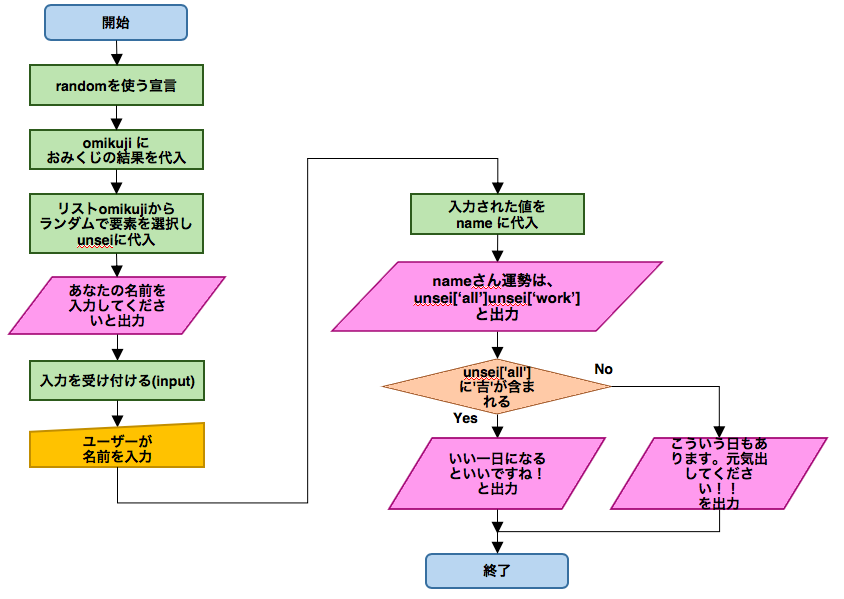 開始
randomを使う宣言
omikuji に
おみくじの結果を代入
リストomikujiから
ランダムで要素を選択し
unseiに代入
あなたの名前を
入力してくださ
いと出力
入力を受け付ける(input)
ユーザーが
名前を入力
入力された値を
name に代入
nameさん運勢は、
unsei['all']unsei['work']
と出力
unsei['all']
に'吉'が含ま
れる
No
Yes
いい一日になる
といいですね！
と出力
こういう日もあ
ります。元気出
してくださ
い！！
を出力
終了